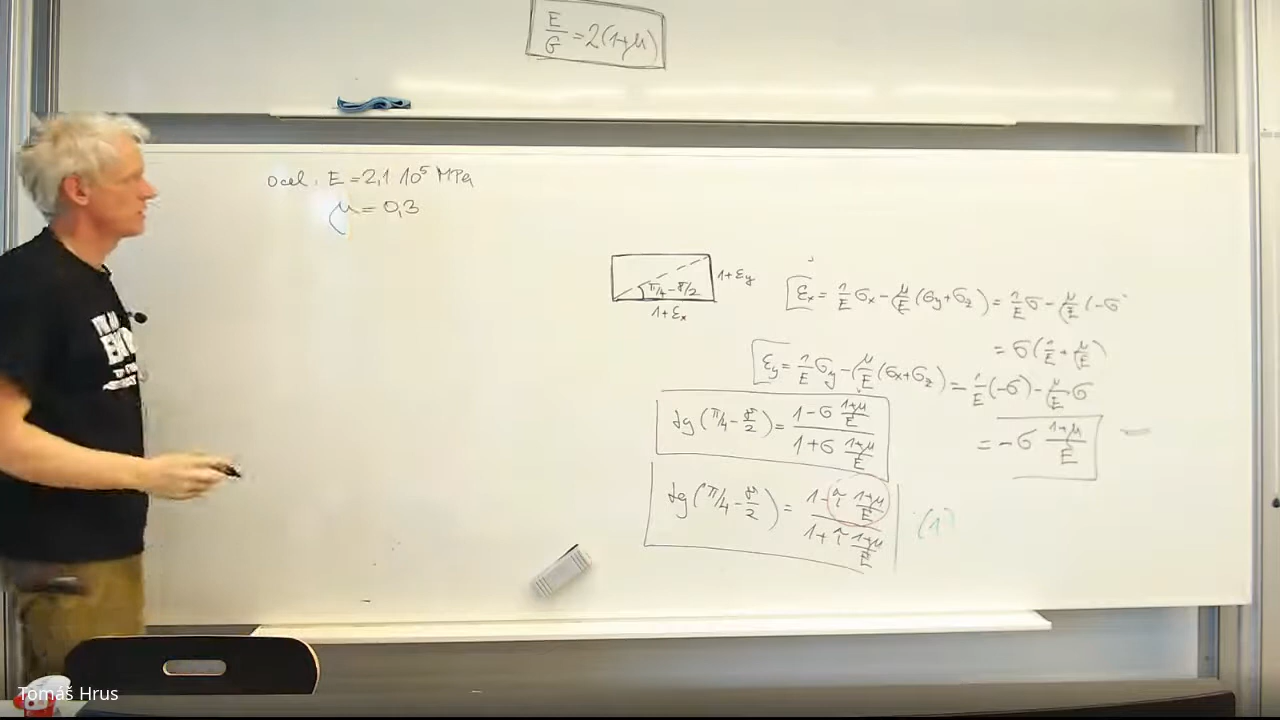 E/G = 2(1+μ)
Ocel: E = 2,1 10⁵ MPa
μ = 0,3
1+εy
π/4 - γ/2
1+εx
εx = 1/E σx - μ/E (σy+σz) = 1/E σ - μ/E (-σ
= σ(1/E + μ/E)
εy = 1/E σy - μ/E (σx+σz) = 1/E (-σ) - μ/E σ
= -σ (1+μ)/E
tg(π/4 - γ/2) = (1 - σ (1+μ)/E)/(1 + σ (1+μ)/E)
tg(π/4 - γ/2) = (1 - τ (1+μ)/E)/(1 + τ (1+μ)/E)
(1)
Tomáš Hrus